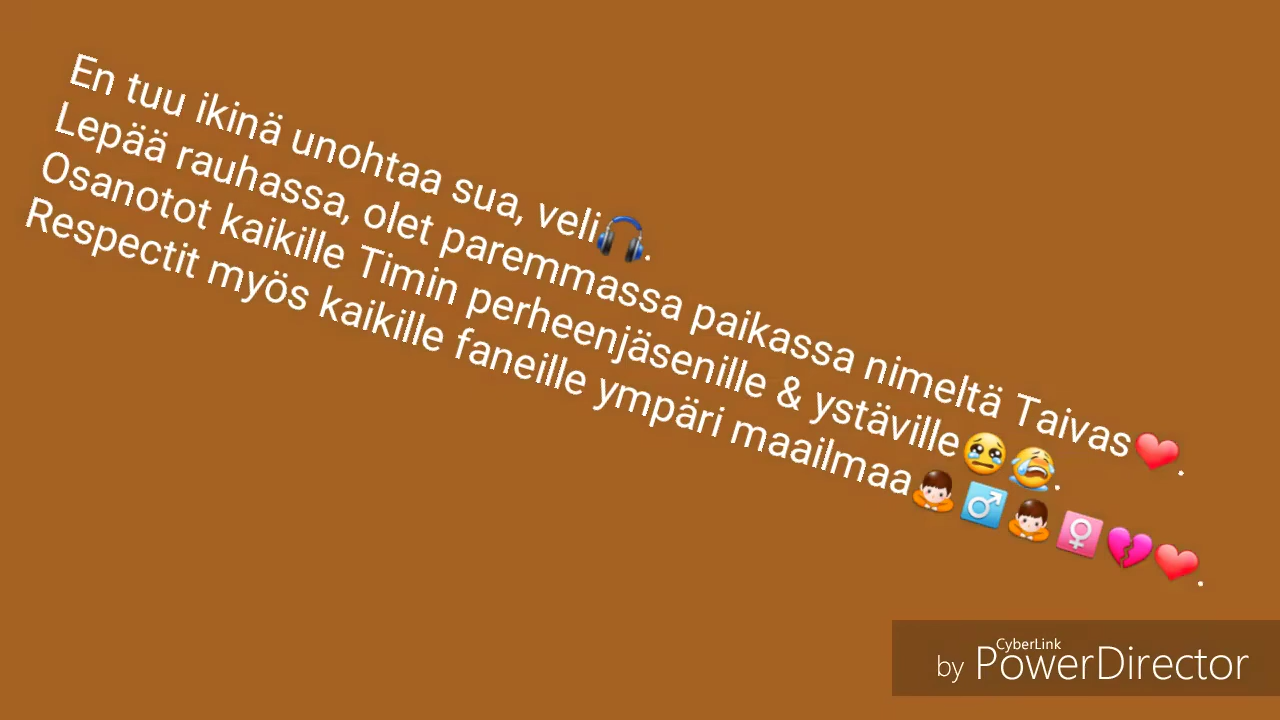 En tuu ikinä unohtaa sua, veli🎧.
Lepää rauhassa, olet paremmassa paikassa nimeltä Taivas❤.
Osanotot kaikille Timin perheenjäsenille & ystäville😢😭.
Respectit myös kaikille faneille ympäri maailmaa🙇♂🙇♀💔❤.
CyberLink
by PowerDirector